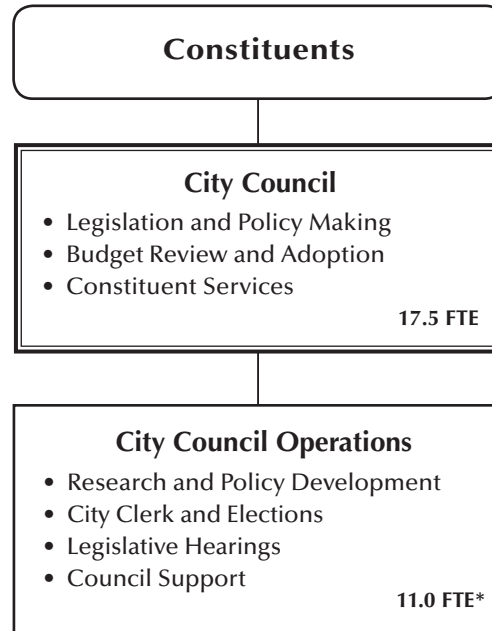 Constituents
City Council
• Legislation and Policy Making
• Budget Review and Adoption
• Constituent Services
17.5 FTE
City Council Operations
• Research and Policy Development
• City Clerk and Elections
• Legislative Hearings
• Council Support
11.0 FTE*